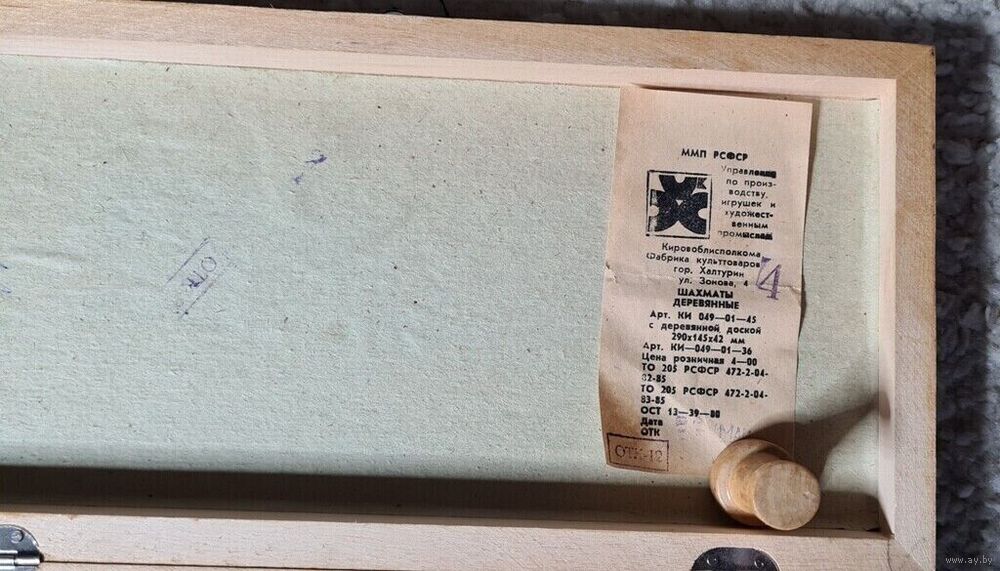 ММП РСФСР
Управление
по произ-
водству,
игрушек и
художест-
венным
промыслам
Кировоблисполкома
Фабрика культтоваров
гор. Халтурин
ул. Зонова, 4
4
ШАХМАТЫ
ДЕРЕВЯННЫЕ
Арт. КИ 049—01—45
с деревянной доской
290х145х42 мм
Арт. КИ—049—01—36
Цена розничная 4—00
ТО 205 РСФСР 472-2-04-
82-85
ТО 205 РСФСР 472-2-04-
83-85
ОСТ 13—39—80
Дата
ОТК
ОТК-12
ОТК
www.ay.by